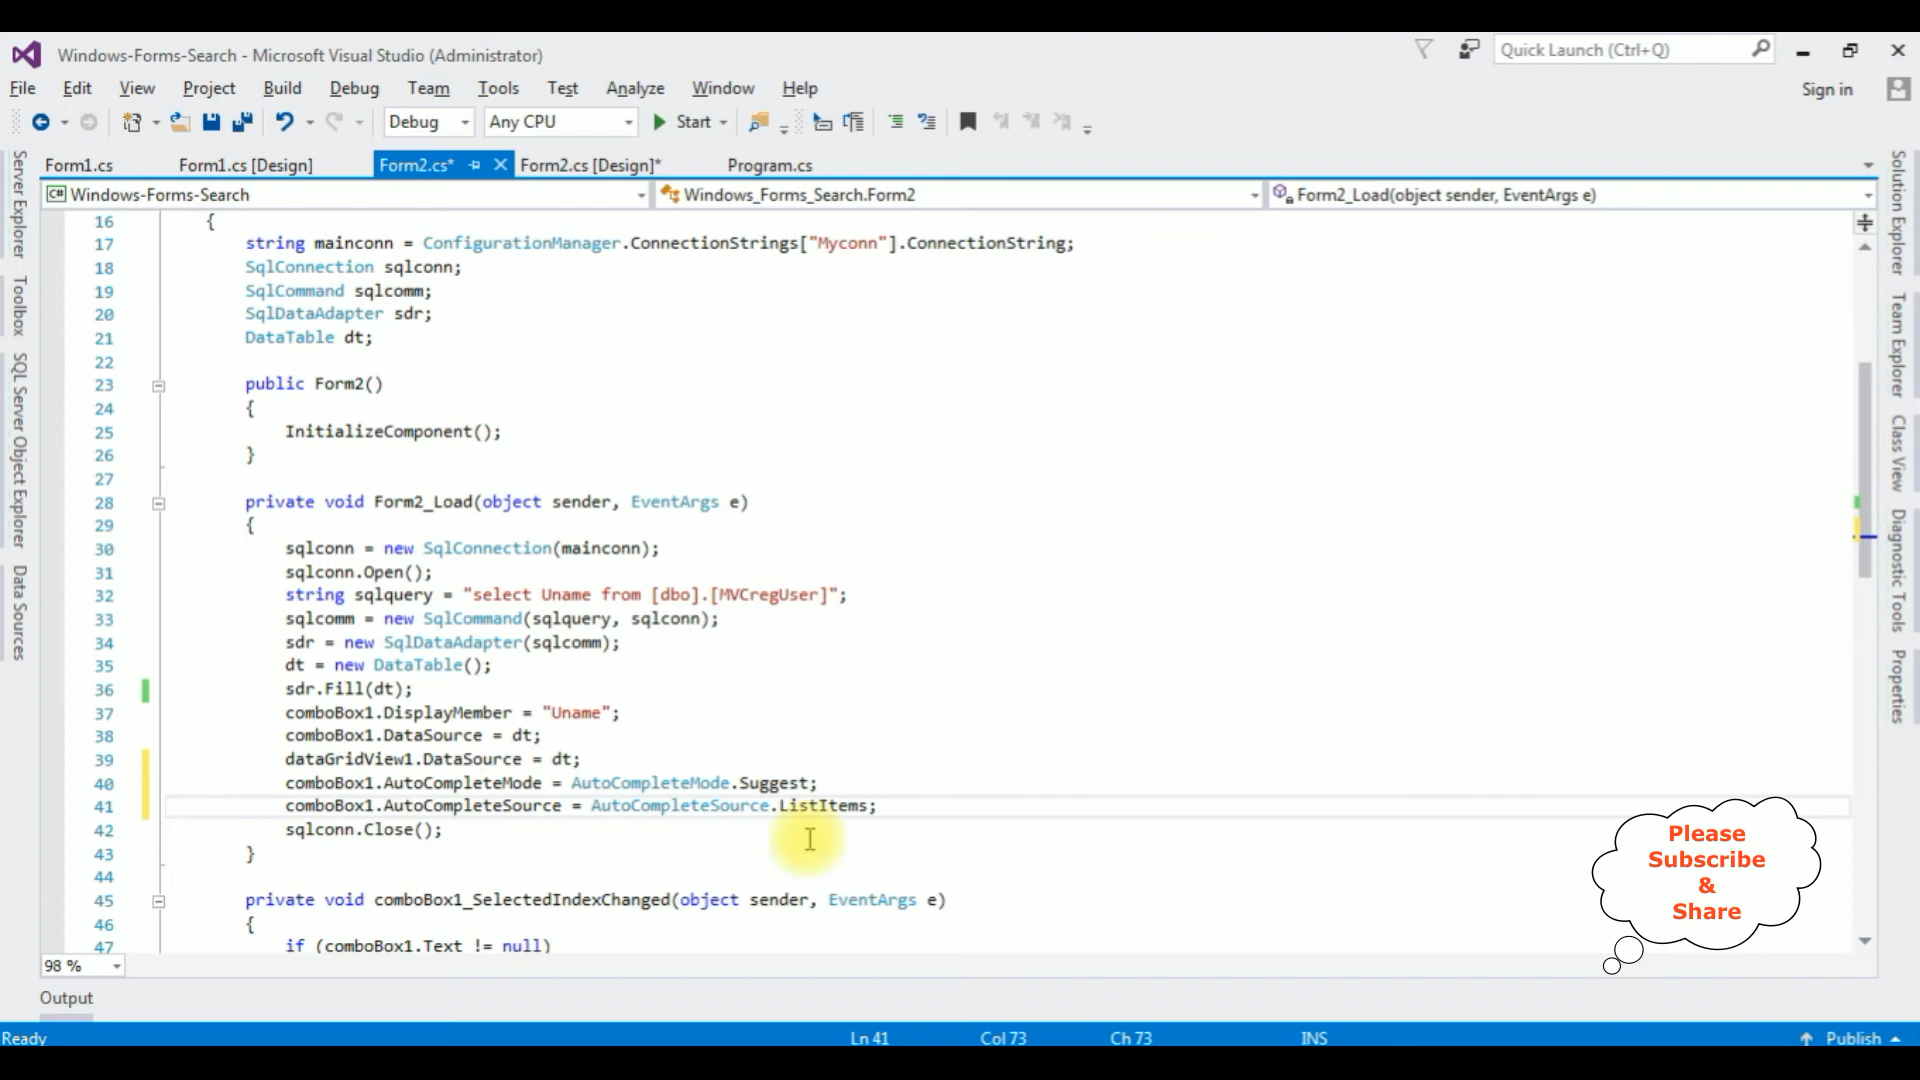 Windows-Forms-Search - Microsoft Visual Studio (Administrator)
Quick Launch (Ctrl+Q)
File Edit View Project Build Debug Team Tools Test Analyze Window Help
Sign in
Debug Any CPU Start
Form1.cs Form1.cs [Design] Form2.cs* Form2.cs [Design]* Program.cs
C# Windows-Forms-Search Windows_Forms_Search.Form2 Form2_Load(object sender, EventArgs e)
Server Explorer
Toolbox
SQL Server Object Explorer
Data Sources
16 {
17 string mainconn = ConfigurationManager.ConnectionStrings["Myconn"].ConnectionString;
18 SqlConnection sqlconn;
19 SqlCommand sqlcomm;
20 SqlDataAdapter sdr;
21 DataTable dt;
22
23 public Form2()
24 {
25 InitializeComponent();
26 }
27
28 private void Form2_Load(object sender, EventArgs e)
29 {
30 sqlconn = new SqlConnection(mainconn);
31 sqlconn.Open();
32 string sqlquery = "select Uname from [dbo].[MVCregUser]";
33 sqlcomm = new SqlCommand(sqlquery, sqlconn);
34 sdr = new SqlDataAdapter(sqlcomm);
35 dt = new DataTable();
36 sdr.Fill(dt);
37 comboBox1.DisplayMember = "Uname";
38 comboBox1.DataSource = dt;
39 dataGridView1.DataSource = dt;
40 comboBox1.AutoCompleteMode = AutoCompleteMode.Suggest;
41 comboBox1.AutoCompleteSource = AutoCompleteSource.ListItems;
42 sqlconn.Close();
43 }
44
45 private void comboBox1_SelectedIndexChanged(object sender, EventArgs e)
46 {
47 if (comboBox1.Text != null)
Solution Explorer
Team Explorer
Class View
Diagnostic Tools
Properties
Please
Subscribe
&
Share
98 %
Output
Ready Ln 41 Col 73 Ch 73 INS Publish